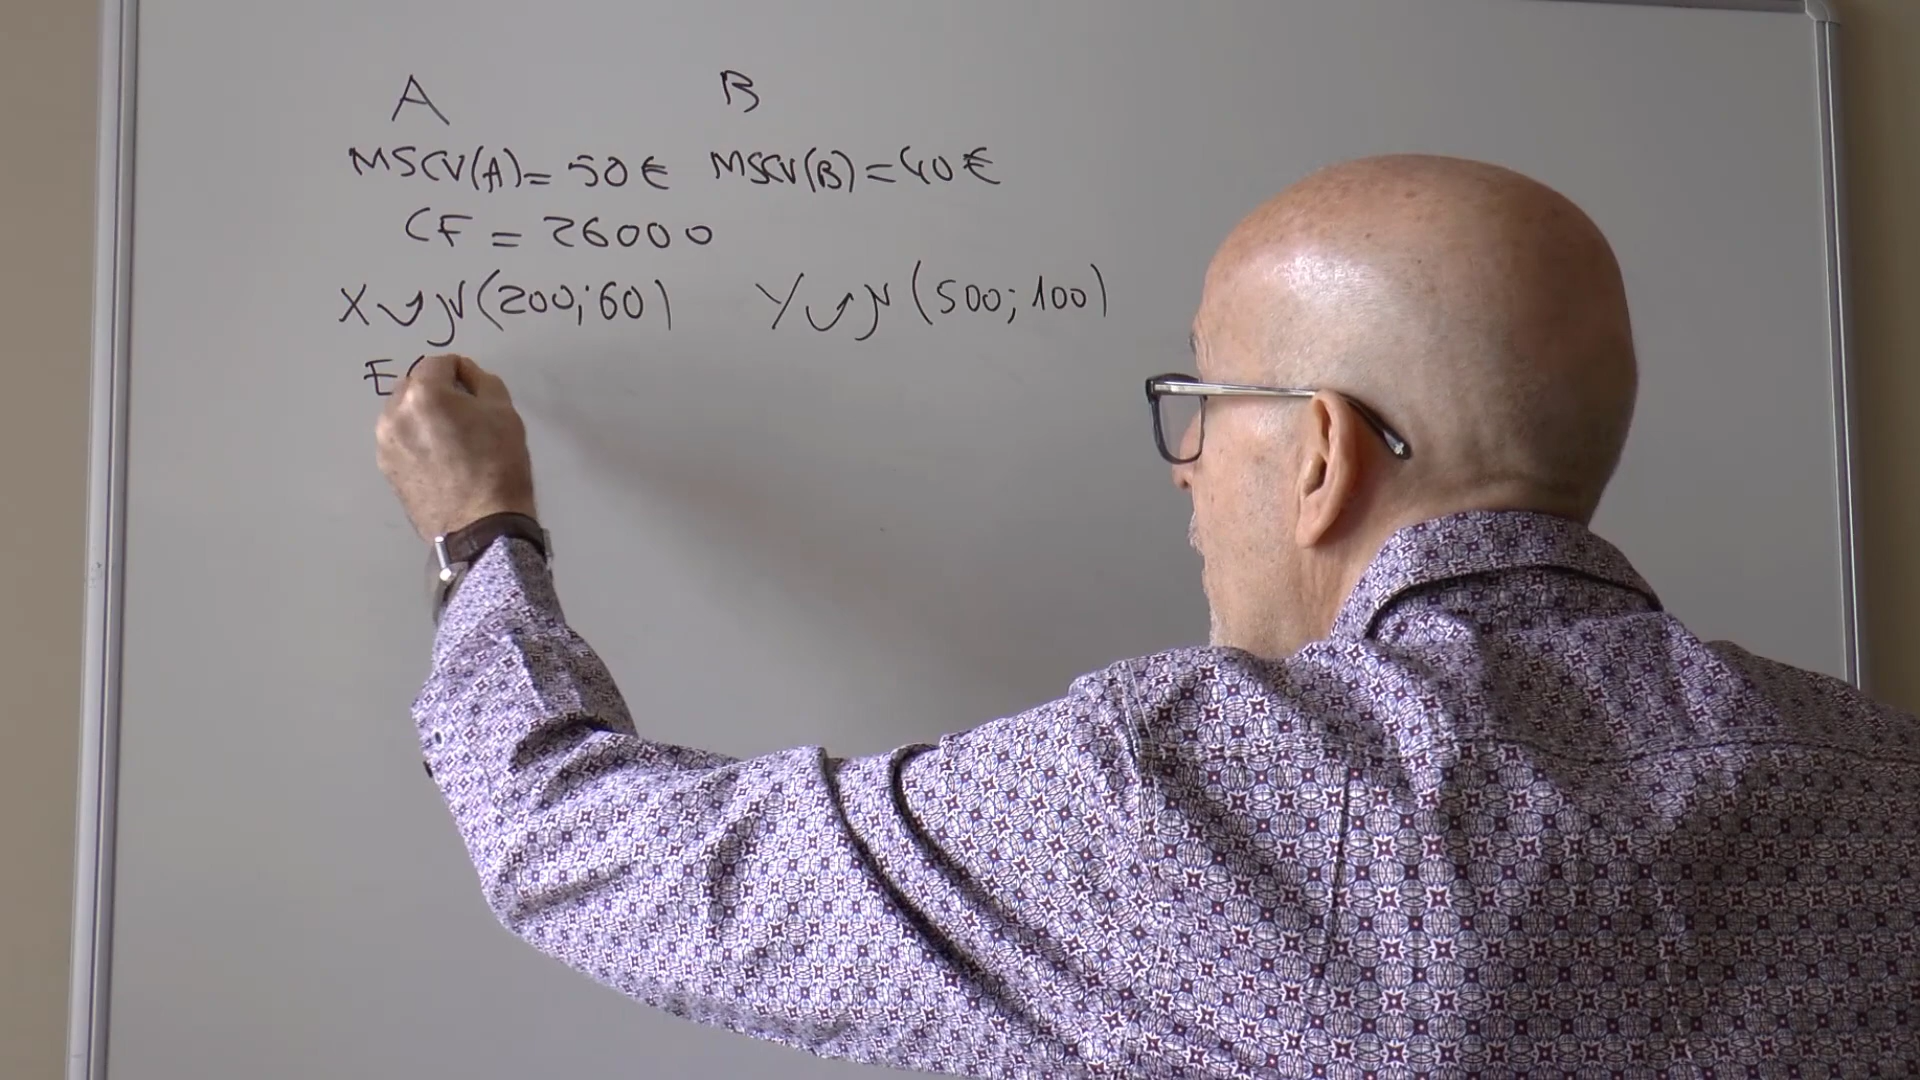 A B
MSCV(A) = 50€ MSCV(B) = 40€
CF = 26000
X ↝ N(200; 60) Y ↝ N(500; 100)
E(